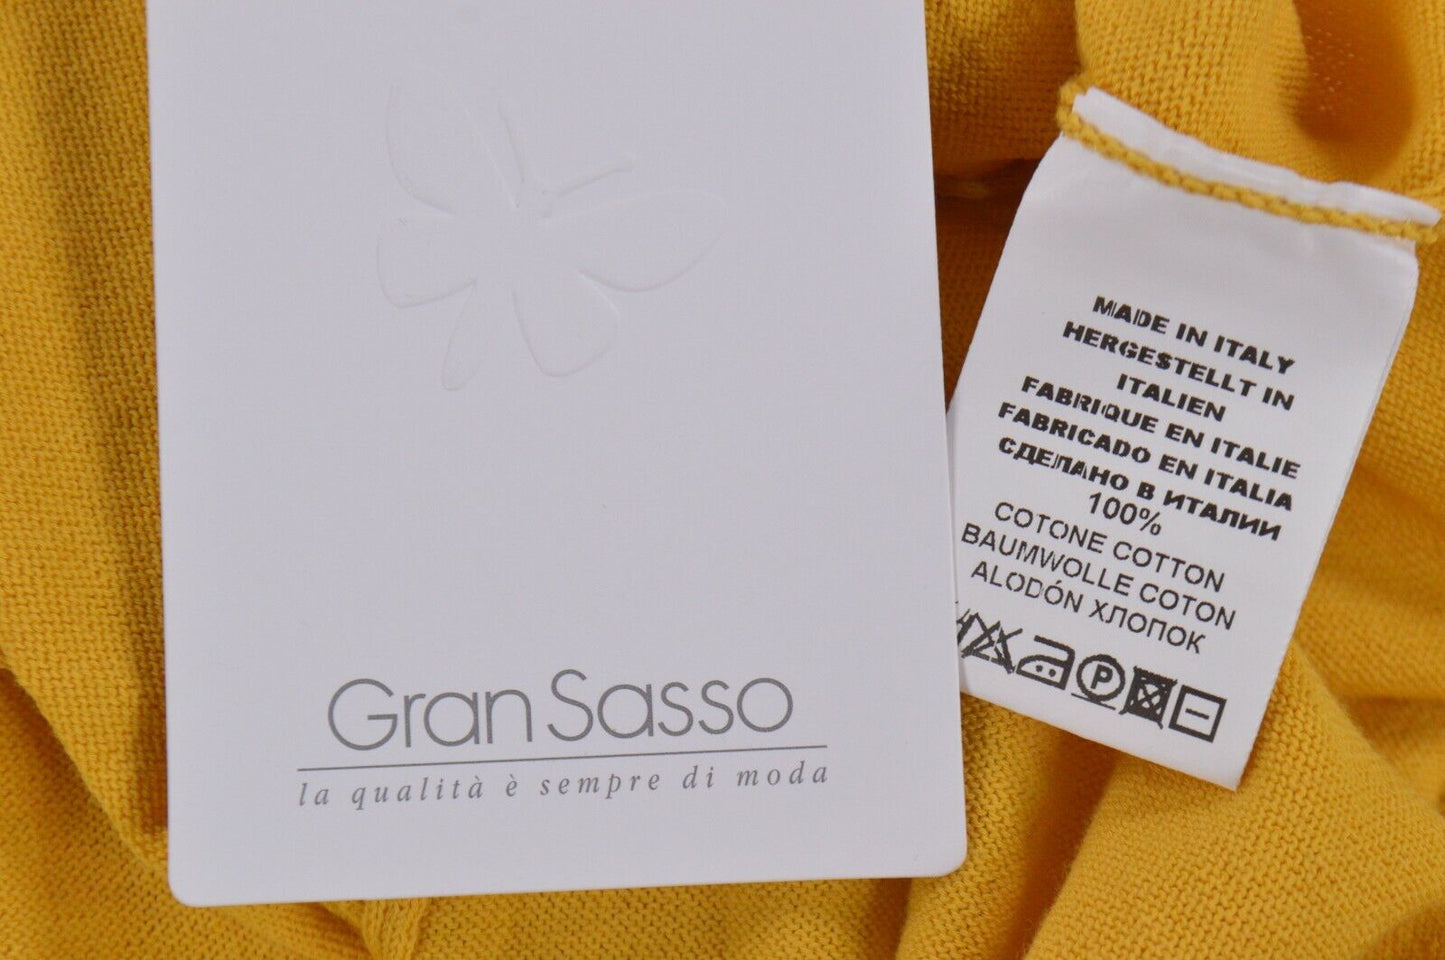 Gran Sasso
la qualità è sempre di moda
MADE IN ITALY
HERGESTELLT IN
ITALIEN
FABRIQUE EN ITALIE
FABRICADO EN ITALIA
СДЕЛАНО В ИТАЛИИ
100%
COTONE COTTON
BAUMWOLLE COTON
ALODÓN ХЛОПОК
P